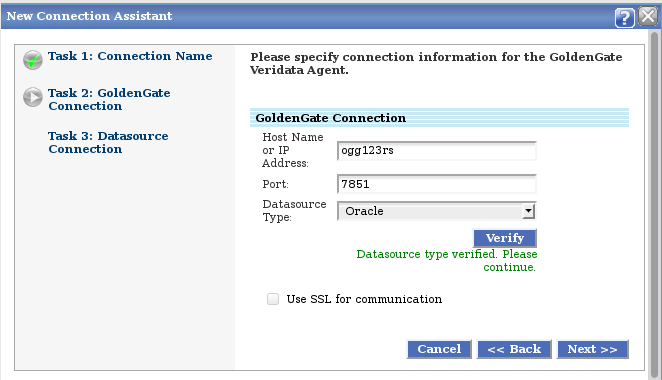 New Connection Assistant
?
Task 1: Connection Name
Task 2: GoldenGate
Connection
Task 3: Datasource
Connection
Please specify connection information for the GoldenGate
Veridata Agent.
GoldenGate Connection
Host Name
or IP
Address:
ogg123rs
Port:
7851
Datasource
Type:
Oracle
Verify
Datasource type verified. Please
continue.
Use SSL for communication
Cancel
<< Back
Next >>